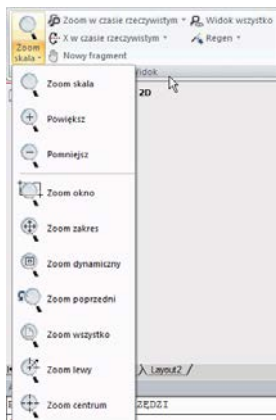 Zoom w czasie rzeczywistym
Widok wszystko
X w czasie rzeczywistym
Regen
Zoom
skala
Nowy fragment
Widok
2D
Zoom skala
Powiększ
Pomniejsz
Zoom okno
Zoom zakres
Zoom dynamiczny
Zoom poprzedni
Zoom wszystko
Zoom lewy
Layout2
Zoom centrum